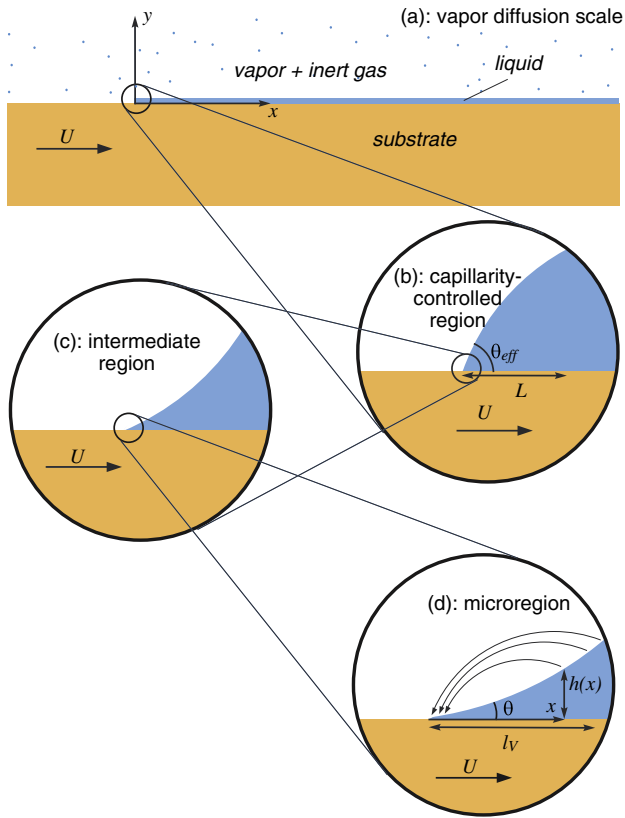 y
(a): vapor diffusion scale
vapor + inert gas
liquid
x
U
substrate
(b): capillarity-
controlled
region
θeff
L
U
(c): intermediate
region
U
(d): microregion
h(x)
θ
x
lV
U